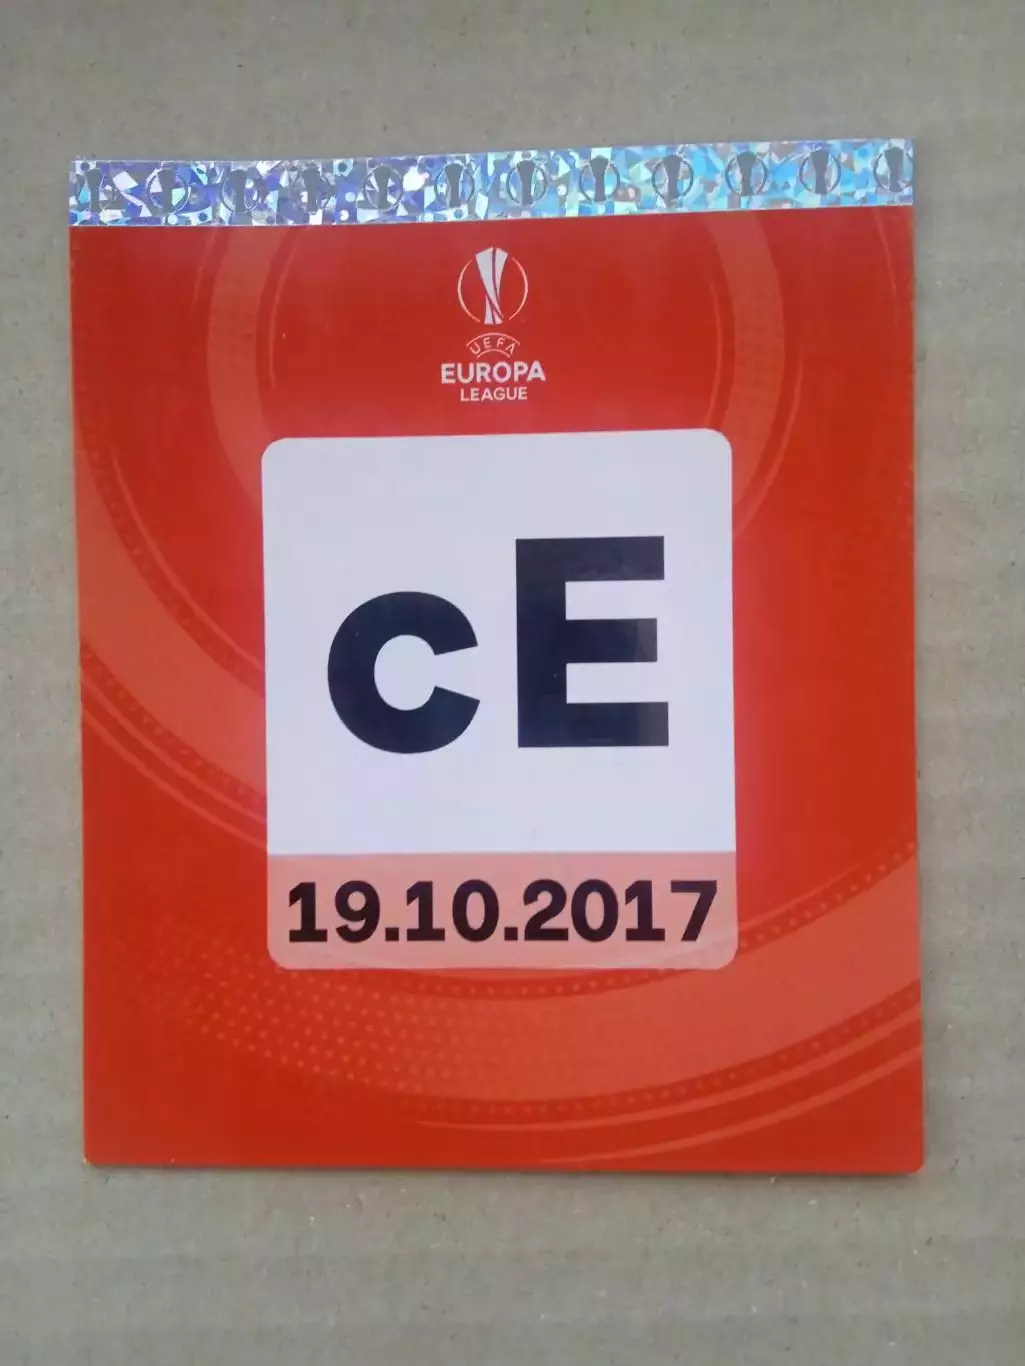 UEFA
EUROPA
LEAGUE
cE
19.10.2017